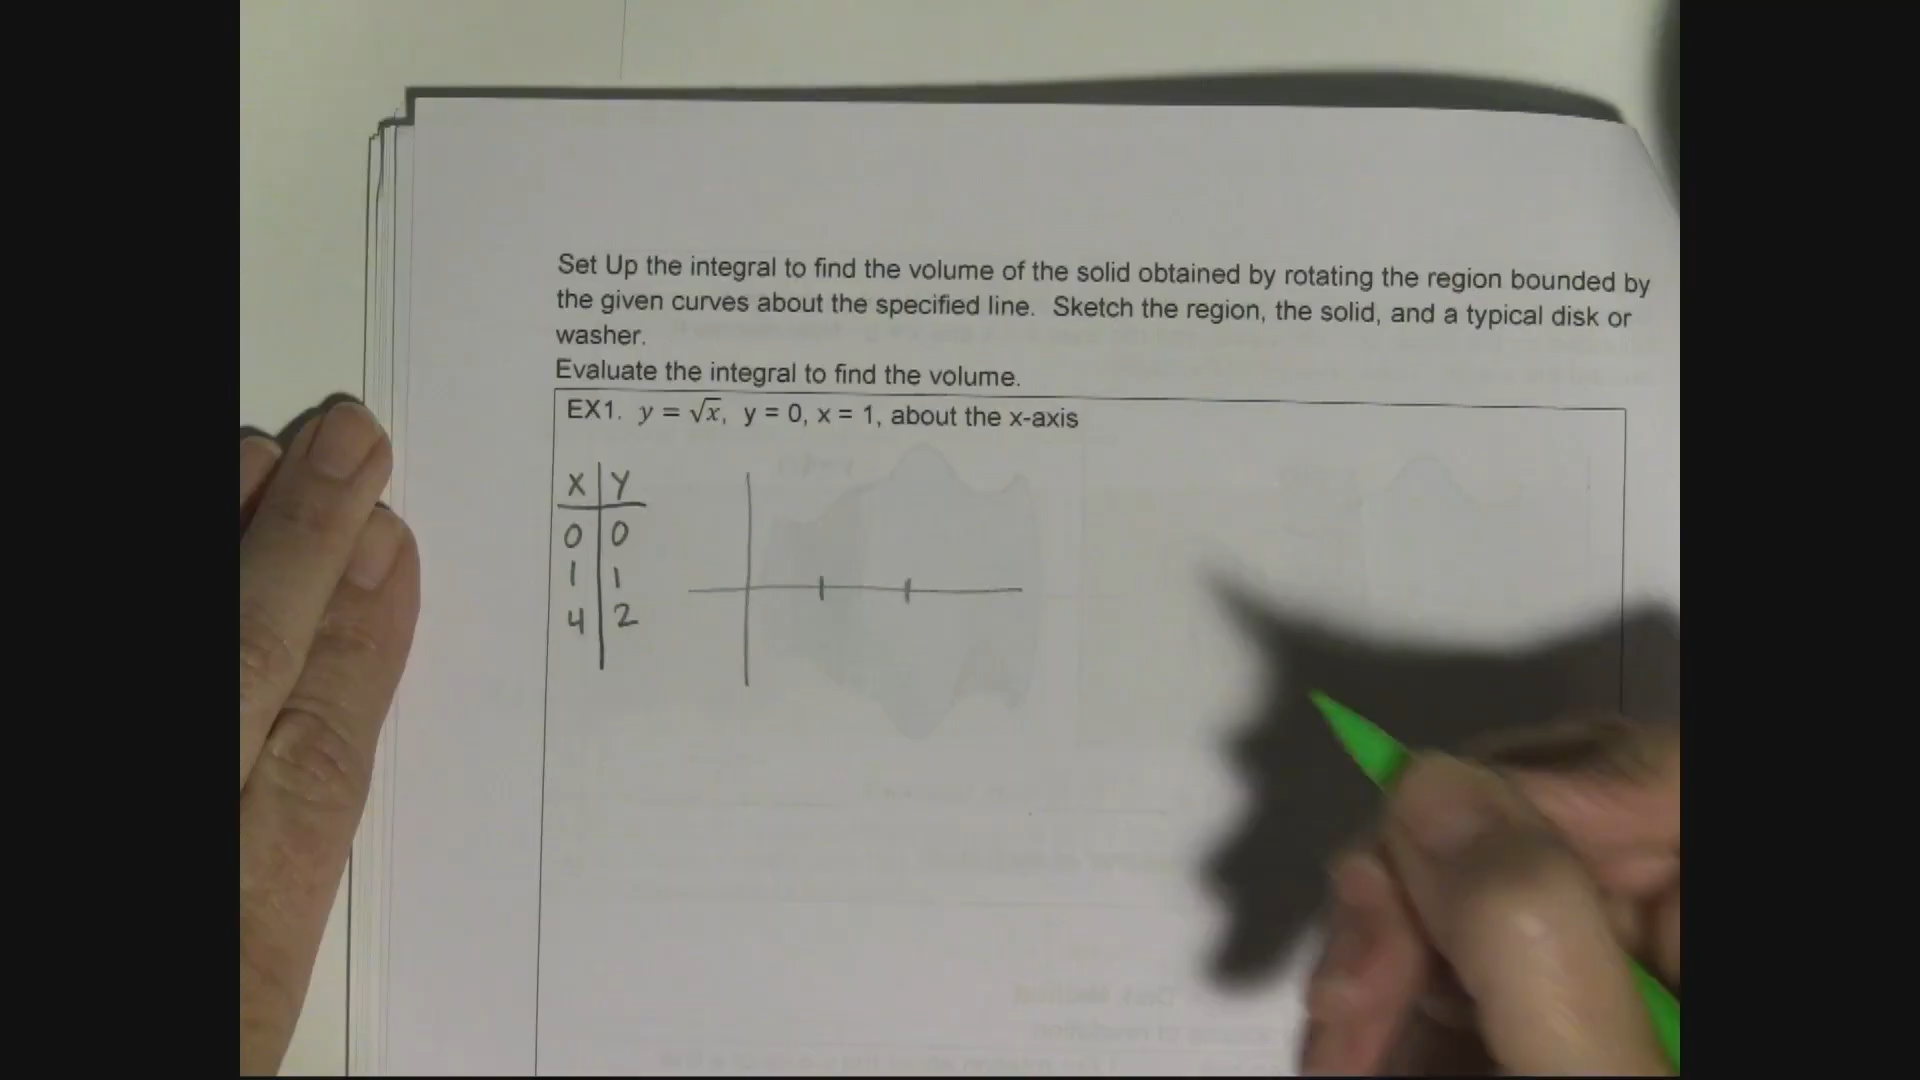 Set Up the integral to find the volume of the solid obtained by rotating the region bounded by
the given curves about the specified line. Sketch the region, the solid, and a typical disk or
washer.
Evaluate the integral to find the volume.
EX1. y = √x, y = 0, x = 1, about the x-axis
X Y
0 0
1 1
4 2